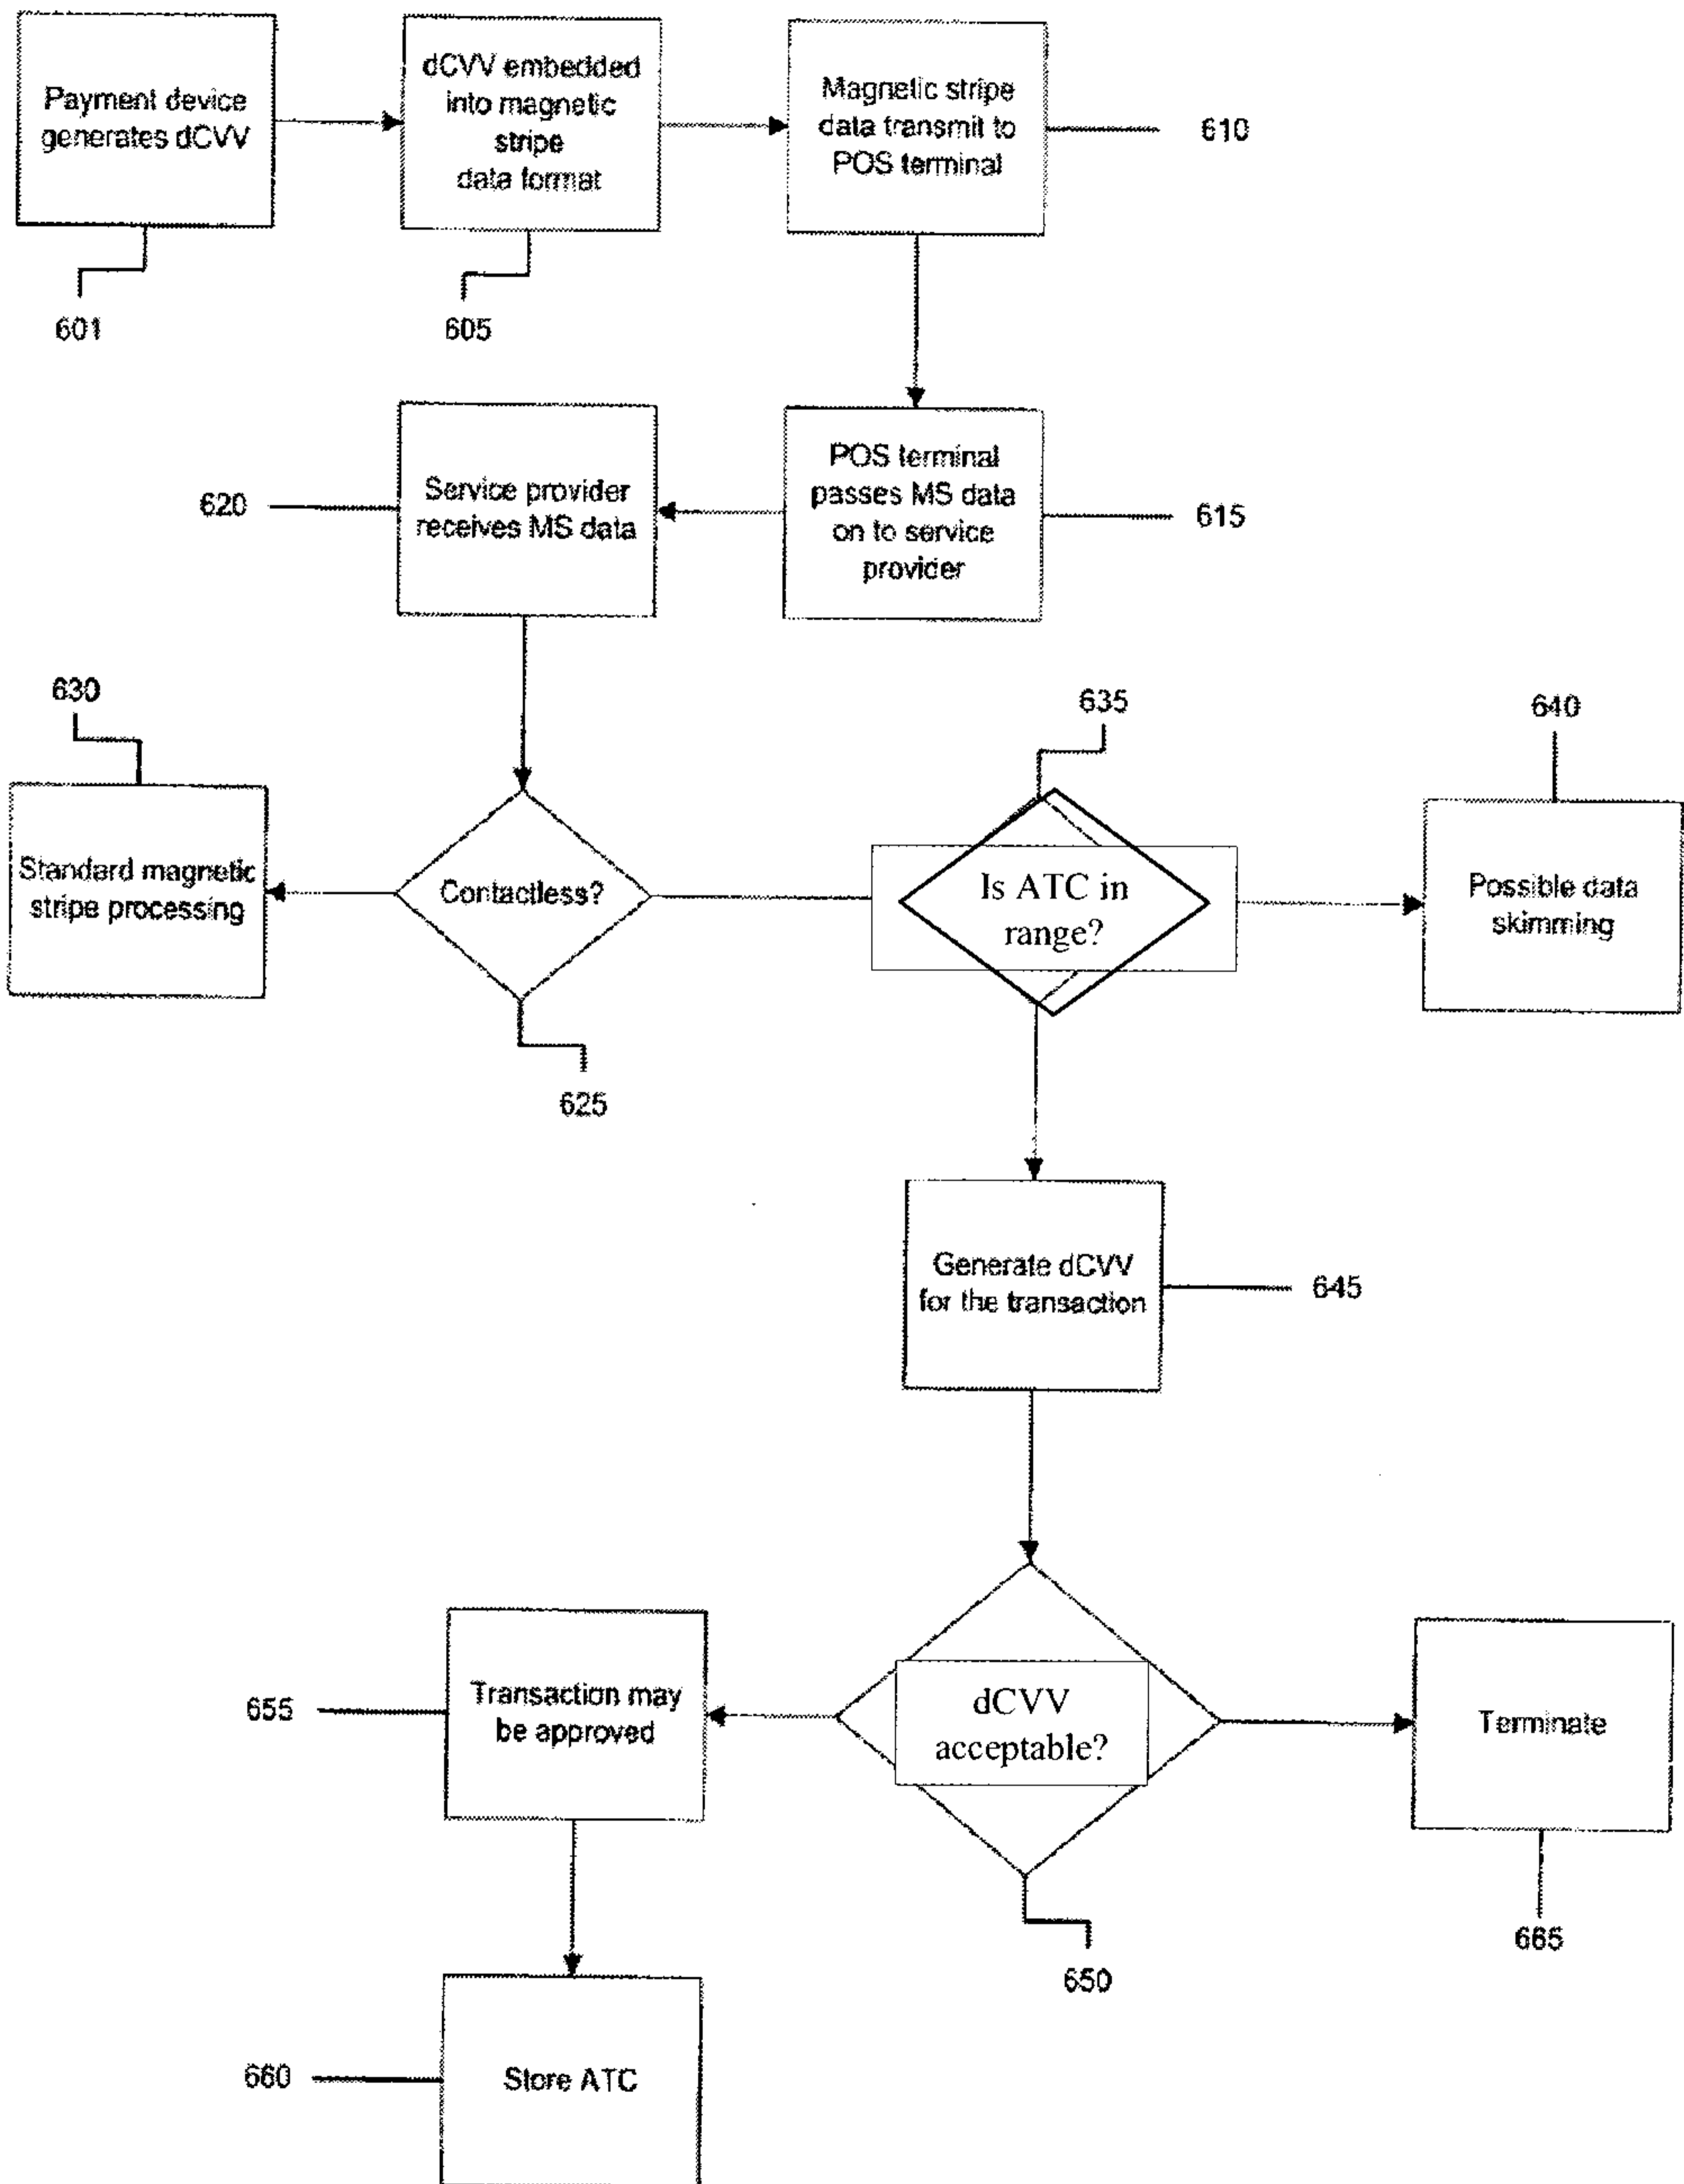 Payment device
generates dCVV
dCVV embedded
into magnetic
stripe
data format
Magnetic stripe
data transmit to
POS terminal
610
601
605
620
Service provider
receives MS data
POS terminal
passes MS data
on to service
provider
615
630
635
640
Standard magnetic
stripe processing
Contactless?
Is ATC in
range?
Possible data
skimming
625
Generate dCVV
for the transaction
645
655
Transaction may
be approved
dCVV
acceptable?
Terminate
665
650
660
Store ATC